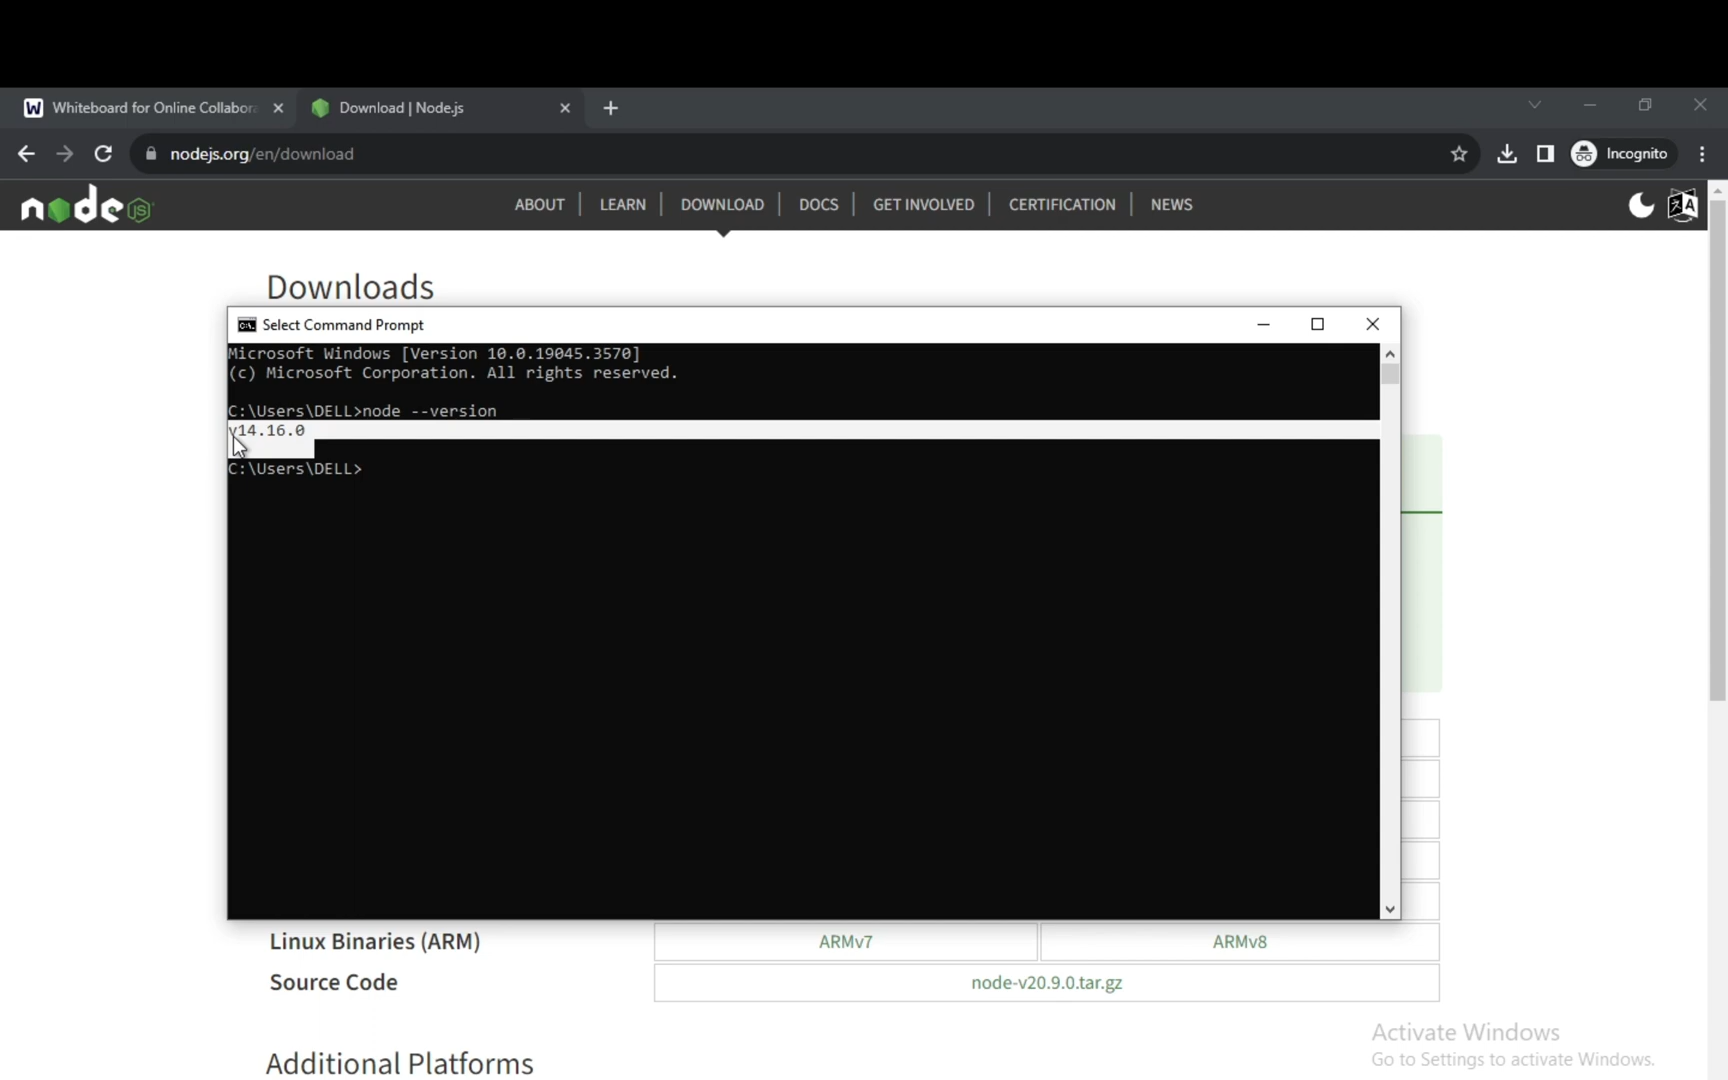 Whiteboard for Online Collabora
Download | Node.js
nodejs.org/en/download
Incognito
node JS
ABOUT
LEARN
DOWNLOAD
DOCS
GET INVOLVED
CERTIFICATION
NEWS
Downloads
Select Command Prompt
Microsoft Windows [Version 10.0.19045.3570]
(c) Microsoft Corporation. All rights reserved.
C:\Users\DELL>node --version
v14.16.0
C:\Users\DELL>
Linux Binaries (ARM)
ARMv7
ARMv8
Source Code
node-v20.9.0.tar.gz
Additional Platforms
Activate Windows
Go to Settings to activate Windows.